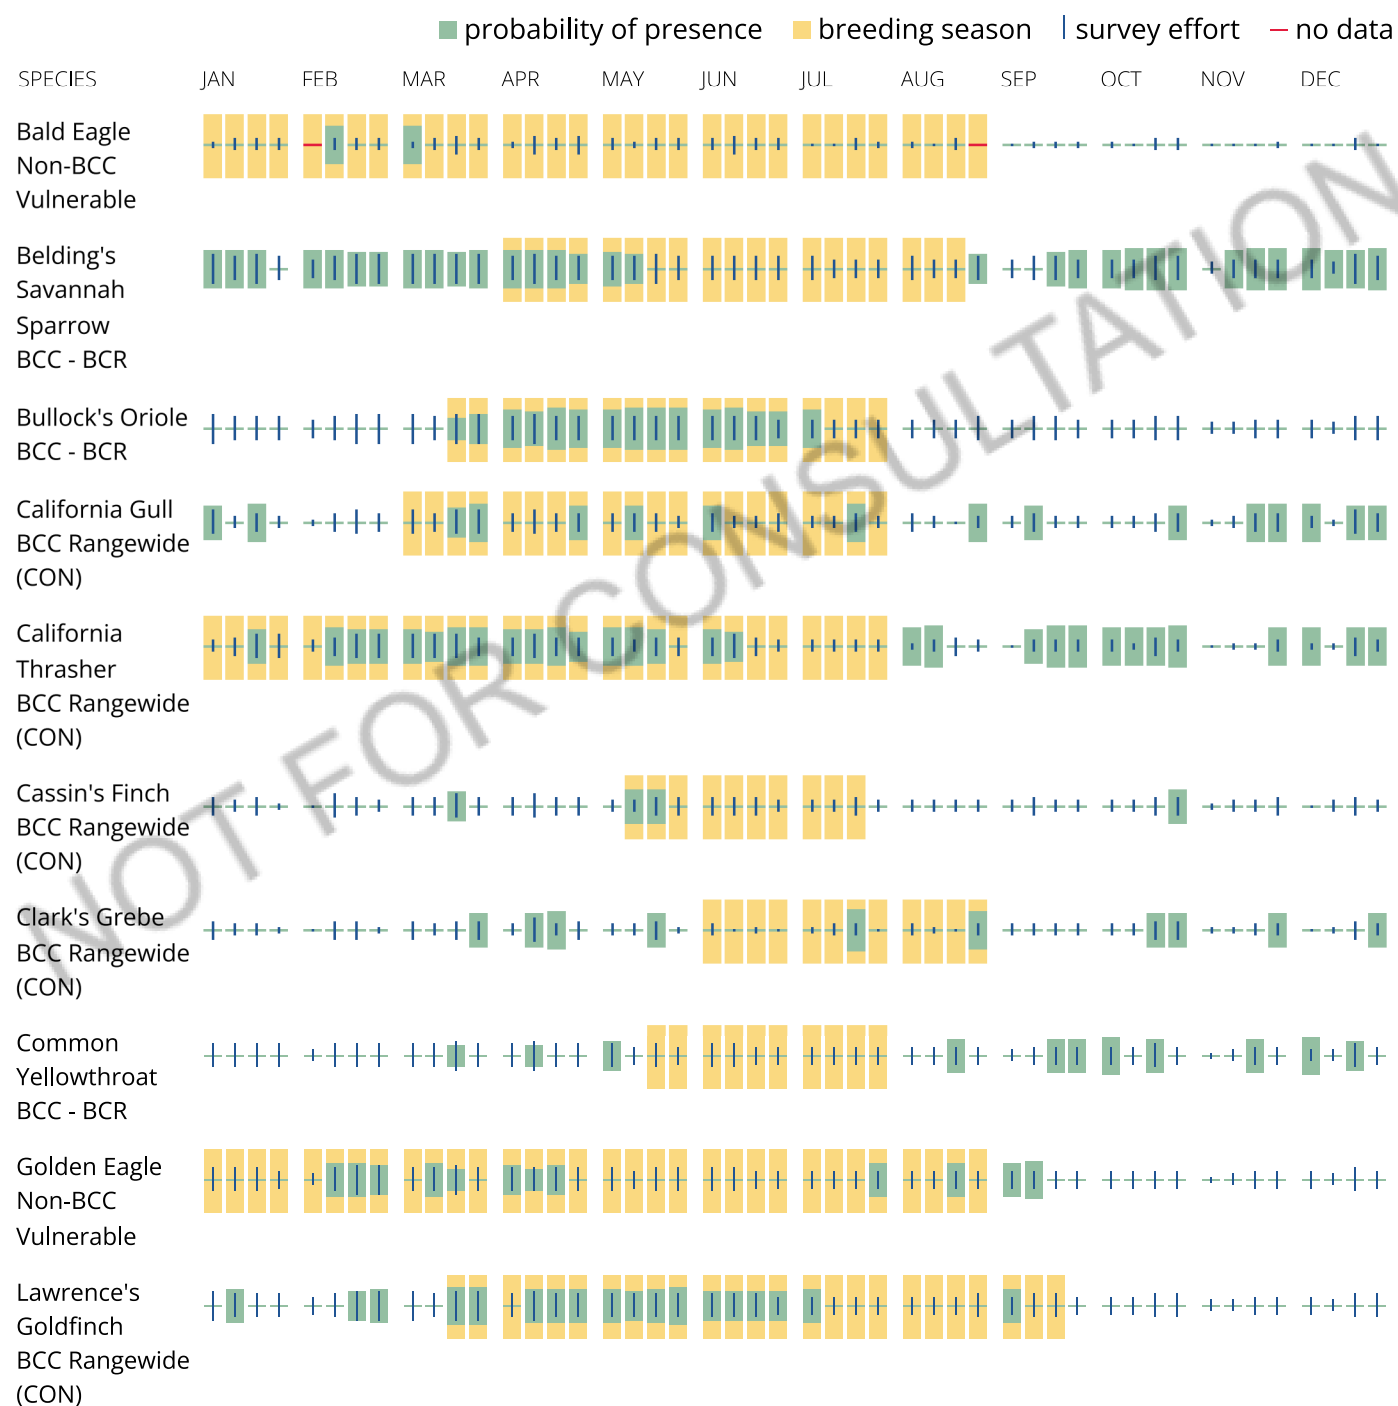 probability of presence breeding season survey effort no data
SPECIES JAN FEB MAR APR MAY JUN JUL AUG SEP OCT NOV DEC
Bald Eagle
Non-BCC
Vulnerable
Belding's
Savannah
Sparrow
BCC - BCR
Bullock's Oriole
BCC - BCR
California Gull
BCC Rangewide
(CON)
California
Thrasher
BCC Rangewide
(CON)
Cassin's Finch
BCC Rangewide
(CON)
Clark's Grebe
BCC Rangewide
(CON)
Common
Yellowthroat
BCC - BCR
Golden Eagle
Non-BCC
Vulnerable
Lawrence's
Goldfinch
BCC Rangewide
(CON)
NOT FOR CONSULTATION